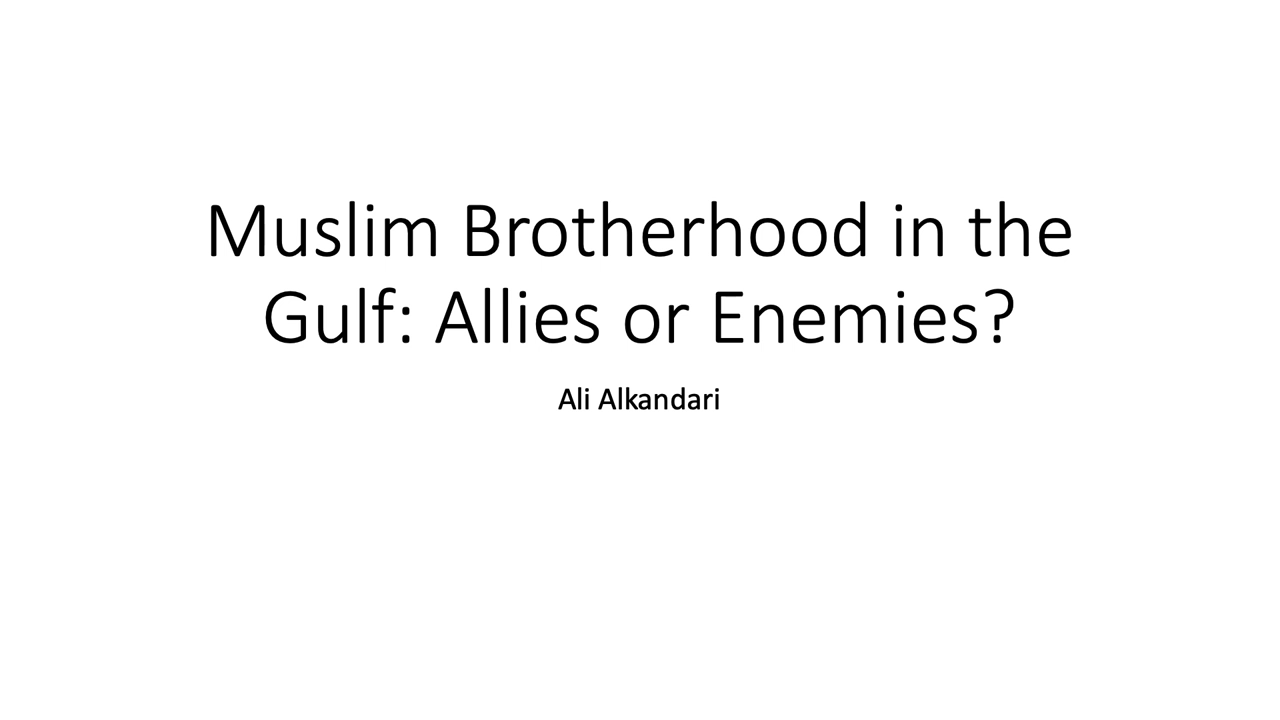 Muslim Brotherhood in the
Gulf: Allies or Enemies?
Ali Alkandari